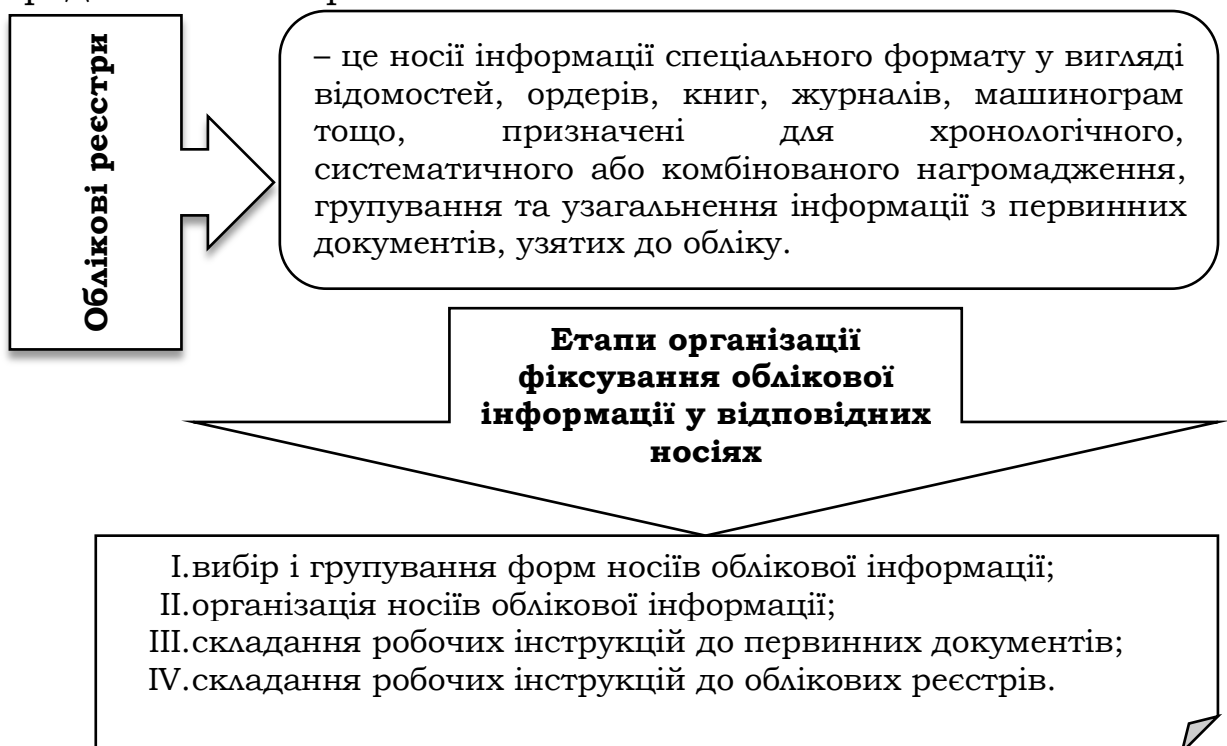 Облікові реєстри
– це носії інформації спеціального формату у вигляді
відомостей, ордерів, книг, журналів, машинограм
тощо, призначені для хронологічного,
систематичного або комбінованого нагромадження,
групування та узагальнення інформації з первинних
документів, узятих до обліку.
Етапи організації
фіксування облікової
інформації у відповідних
носіях
I.вибір і групування форм носіїв облікової інформації;
II.організація носіїв облікової інформації;
III.складання робочих інструкцій до первинних документів;
IV.складання робочих інструкцій до облікових реєстрів.